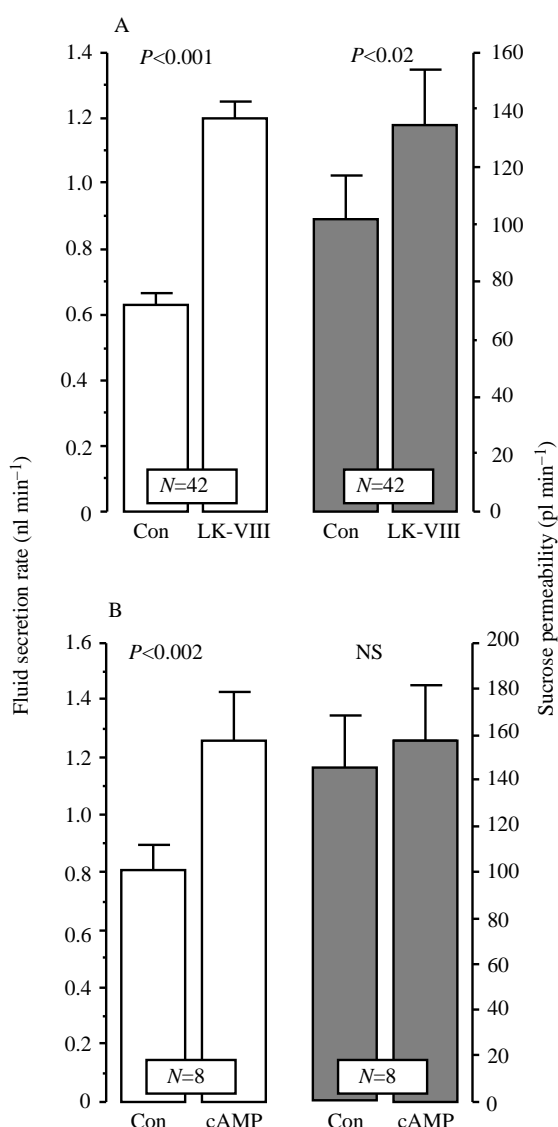 A
P<0.001
P<0.02
1.4
1.2
1.0
0.8
0.6
0.4
0.2
0
160
140
120
100
80
60
40
20
0
N=42
N=42
Con
LK-VIII
Con
LK-VIII
Fluid secretion rate (nl min⁻¹)
Sucrose permeability (pl min⁻¹)
B
P<0.002
NS
1.6
1.4
1.2
1.0
0.8
0.6
0.4
0.2
0
200
180
160
140
120
100
80
60
40
20
0
N=8
N=8
Con
cAMP
Con
cAMP